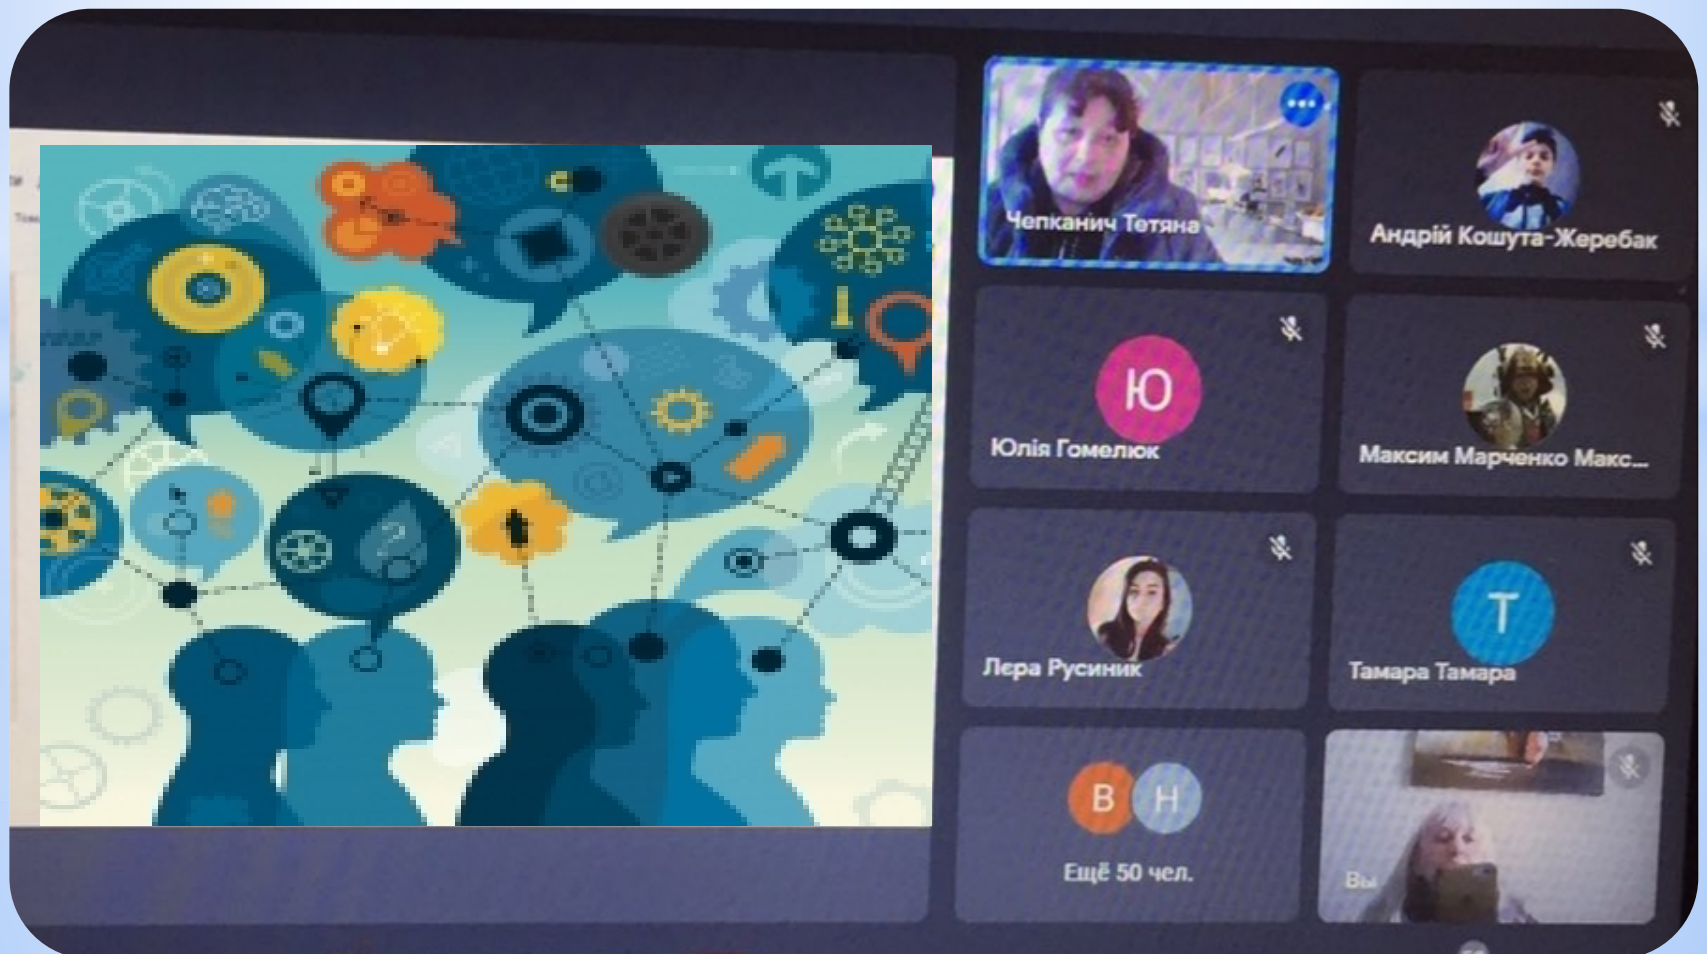 Чепканич Тетяна
Андрій Кошута-Жеребак
Ю
Юлія Гомелюк
Максим Марченко Макс...
Лєра Русиник
Т
Тамара Тамара
В Н
Ещё 50 чел.
Вы